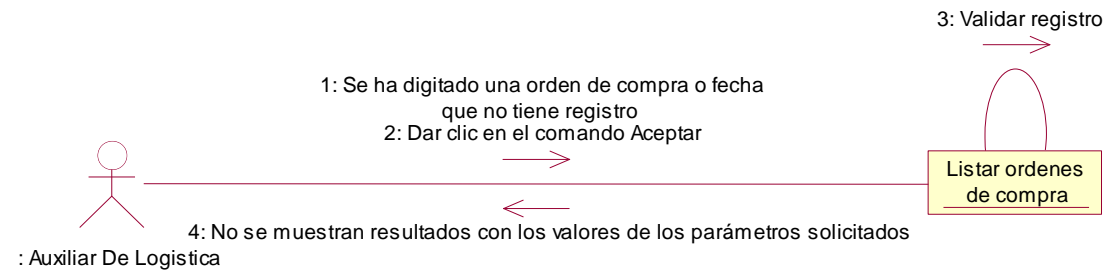 3: Validar registro
1: Se ha digitado una orden de compra o fecha
que no tiene registro
2: Dar clic en el comando Aceptar
Listar ordenes
de compra
4: No se muestran resultados con los valores de los parámetros solicitados
: Auxiliar De Logistica